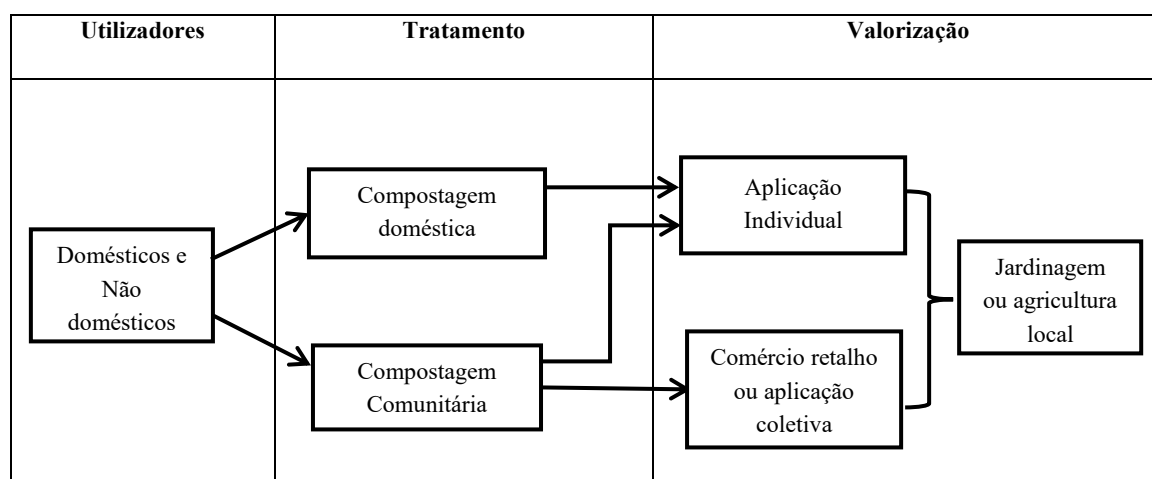 Utilizadores
Tratamento
Valorização
Domésticos e
Não
domésticos
Compostagem
doméstica
Compostagem
Comunitária
Aplicação
Individual
Comércio retalho
ou aplicação
coletiva
Jardinagem
ou agricultura
local